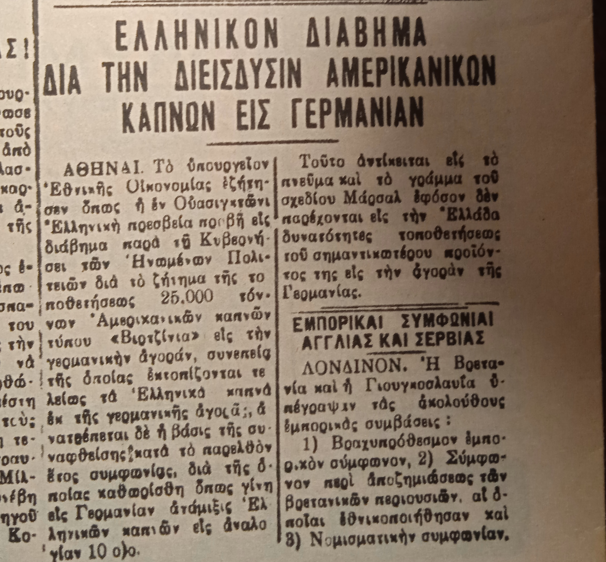 ΕΛΛΗΝΙΚΟΝ ΔΙΑΒΗΜΑ
ΔΙΑ ΤΗΝ ΔΙΕΙΣΔΥΣΙΝ ΑΜΕΡΙΚΑΝΙΚΩΝ
ΚΑΠΝΩΝ ΕΙΣ ΓΕΡΜΑΝΙΑΝ
ΑΘΗΝΑΙ. Τὸ ὑπουργεῖον
Ἐθνικῆς Οἰκονομίας ἐζήτη-
σεν ὅπως ἡ ἐν Οὐασιγκτῶνι
Ἑλληνικὴ πρεσβεία προβῇ εἰς
διάβημα παρὰ τῇ Κυβερνή-
σει τῶν Ἡνωμένων Πολι-
τειῶν διὰ τὸ ζήτημα τῆς το
ποθετήσεως 25.000 τόν-
νων Ἀμερικανικῶν καπνῶν
τύπου «Βιρτζίνια» εἰς τὴν
γερμανικὴν ἀγοράν, συνεπείᾳ
τῆς ὁποίας ἐκτοπίζονται τε
λείως τὰ Ἑλληνικὰ καπνὰ
ἐκ τῆς γερμανικῆς ἀγορᾶς, ἀ
νατρέπεται δὲ ἡ βάσις τῆς συ-
ναφθείσης κατὰ τὸ παρελθὸν
ἔτος συμφωνίας, διὰ τῆς ὁ-
ποίας καθωρίσθη ὅπως γίνῃ
εἰς Γερμανίαν ἀνάμιξις Ἑλ-
ληνικῶν καπνῶν εἰς ἀναλο
γίαν 10 ο)ο.
Τοῦτο ἀντίκειται εἰς τὸ
πνεῦμα καὶ τὸ γράμμα τοῦ
σχεδίου Μάρσαλ ἐφόσον δὲν
παρέχονται εἰς τὴν Ἑλλάδα
δυνατότητες τοποθετήσεως
τοῦ σημαντικωτέρου προϊόν-
τος της εἰς τὴν ἀγορὰν τῆς
Γερμανίας.
ΕΜΠΟΡΙΚΑΙ ΣΥΜΦΩΝΙΑΙ
ΑΓΓΛΙΑΣ ΚΑΙ ΣΕΡΒΙΑΣ
ΛΟΝΔΙΝΟΝ. Ἡ Βρετα-
νία καὶ ἡ Γιουγκοσλαυΐα ὑ-
πέγραψαν τὰς ἀκολούθους
ἐμπορικὰς συμβάσεις :
1) Βραχυπρόθεσμον ἐμπο-
ρικὸν σύμφωνον, 2) Σύμφω-
νον περὶ ἀποζημιώσεως τῶν
βρετανικῶν περιουσιῶν, αἱ ὁ-
ποῖαι ἐθνικοποιήθησαν καὶ
3) Νομισματικὴν συμφωνίαν.